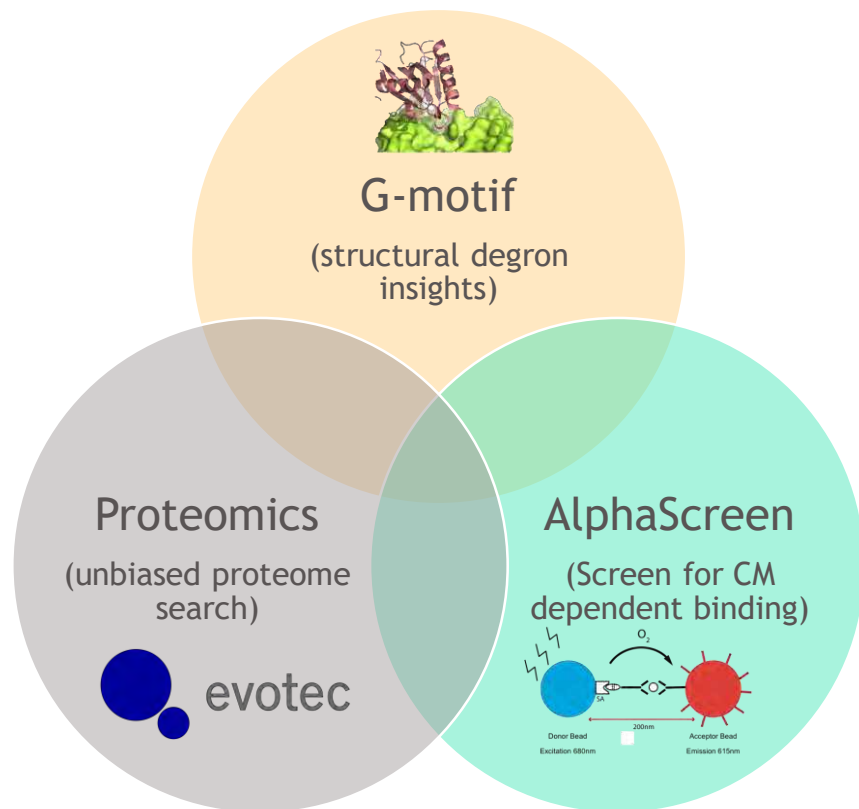 G-motif
(structural degron
insights)
Proteomics
(unbiased proteome
search)
evotec
AlphaScreen
(Screen for CM
dependent binding)
O2
SA
200nm
Donor Bead
Excitation 680nm
Acceptor Bead
Emission 615nm